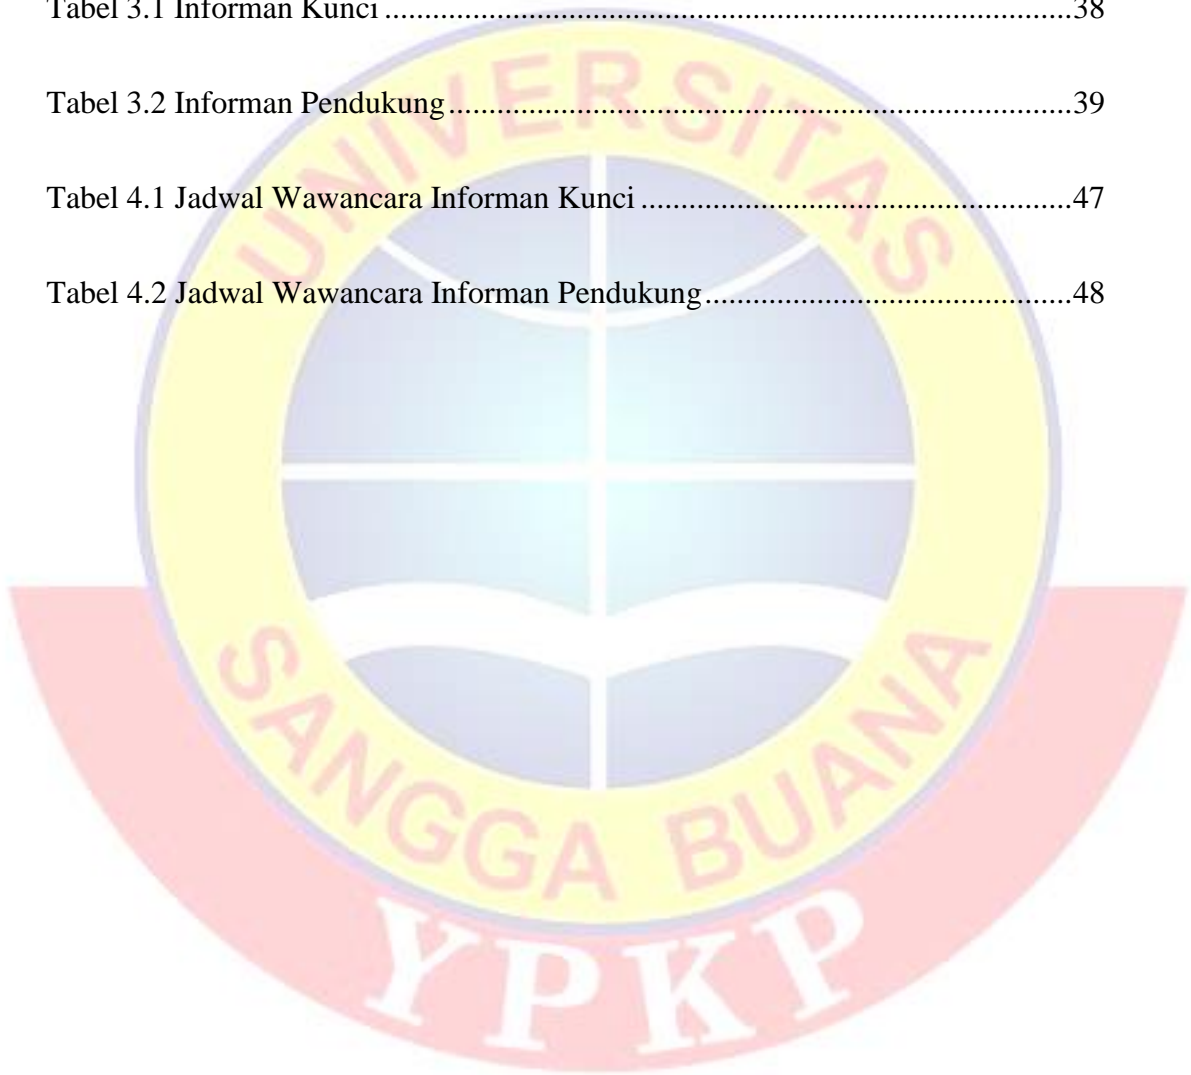 Tabel 3.1 Informan Kunci ....................................................................................38
Tabel 3.2 Informan Pendukung ............................................................................39
Tabel 4.1 Jadwal Wawancara Informan Kunci .....................................................47
Tabel 4.2 Jadwal Wawancara Informan Pendukung .............................................48
UNIVERSITAS
SANGGA BUANA
YPKP